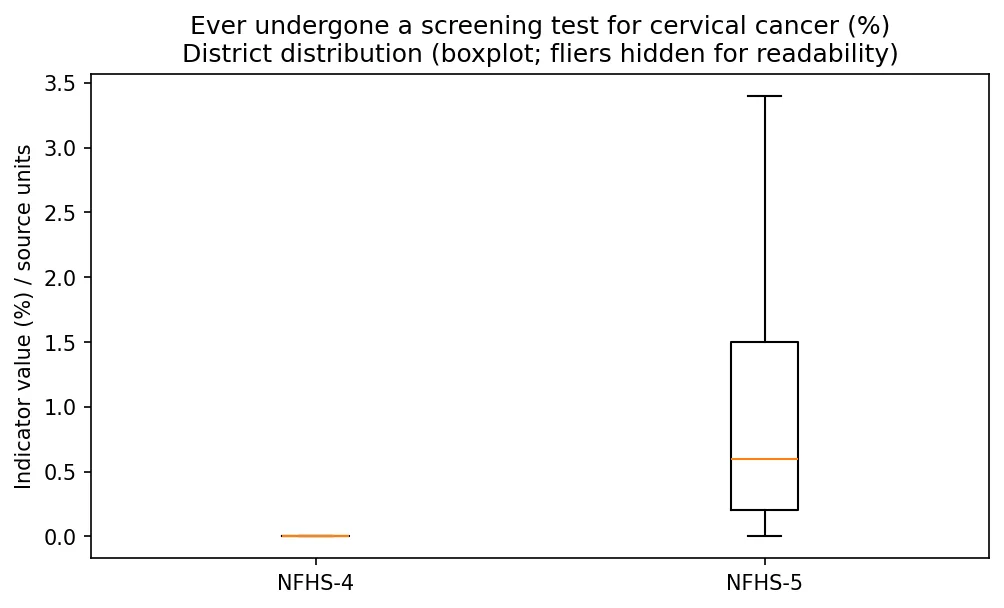 Ever undergone a screening test for cervical cancer (%)
District distribution (boxplot; fliers hidden for readability)
Indicator value (%) / source units
3.5
3.0
2.5
2.0
1.5
1.0
0.5
0.0
NFHS-4
NFHS-5